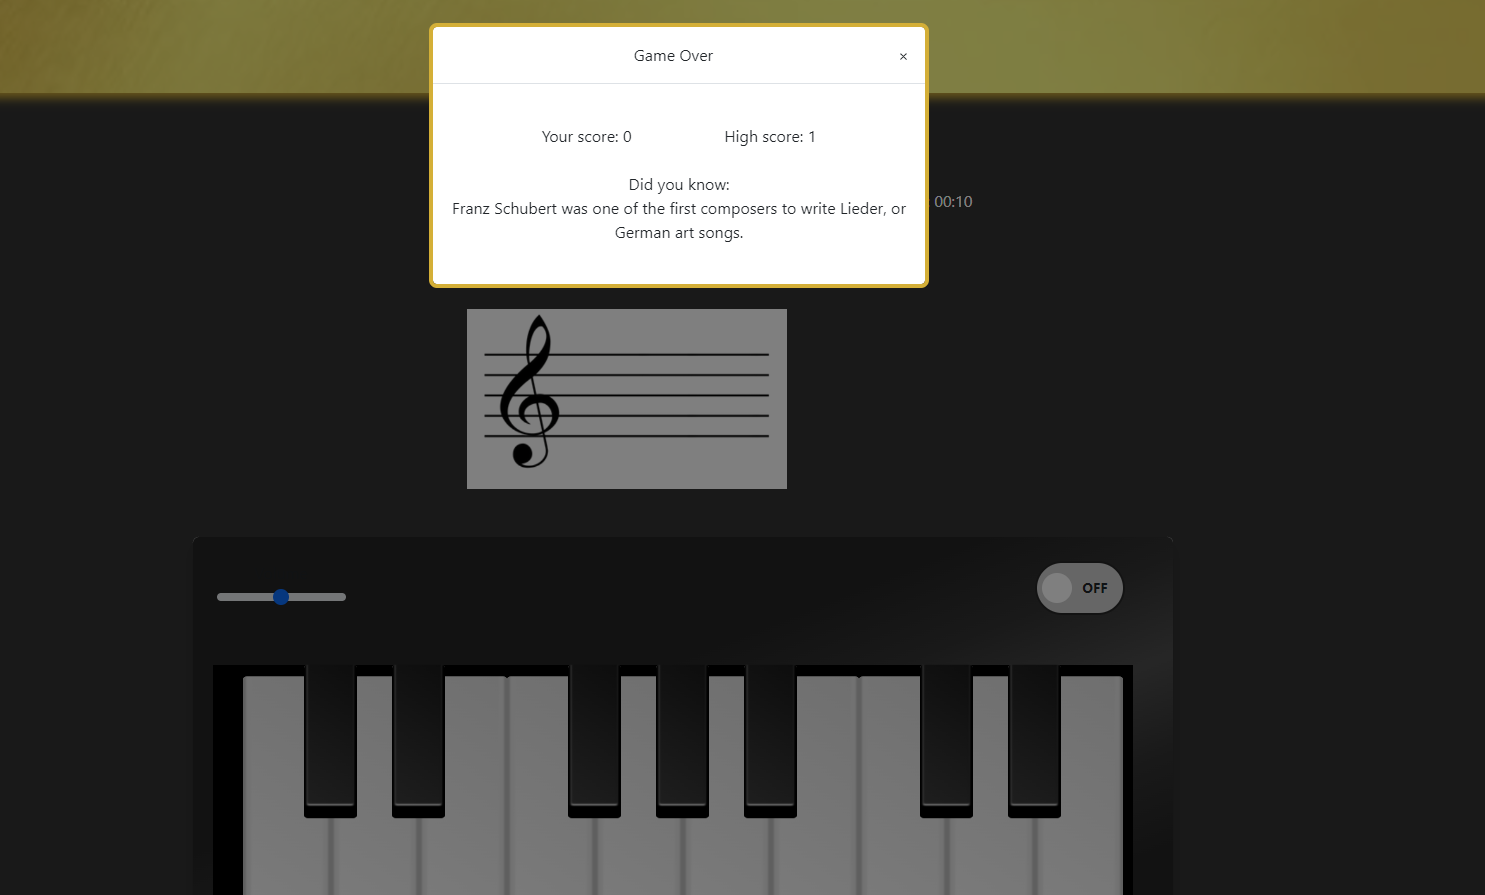 Game Over ×
Your score: 0 High score: 1
Did you know:
Franz Schubert was one of the first composers to write Lieder, or
German art songs.
00:10
OFF